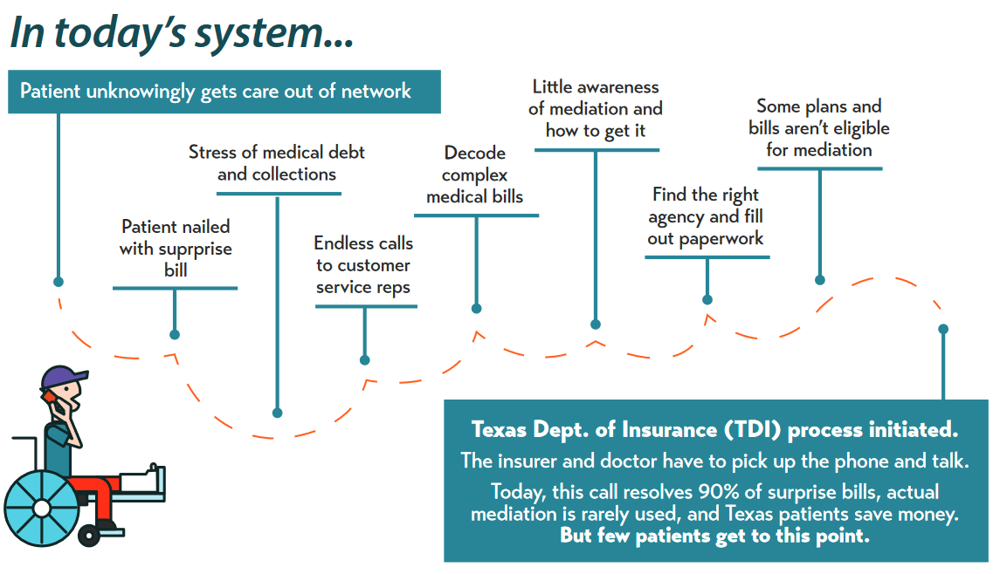 In today's system...
Patient unknowingly gets care out of network
Patient nailed
with suprprise
bill
Stress of medical debt
and collections
Endless calls
to customer
service reps
Decode
complex
medical bills
Little awareness
of mediation and
how to get it
Find the right
agency and fill
out paperwork
Some plans and
bills aren't eligible
for mediation
Texas Dept. of Insurance (TDI) process initiated.
The insurer and doctor have to pick up the phone and talk.
Today, this call resolves 90% of surprise bills, actual
mediation is rarely used, and Texas patients save money.
But few patients get to this point.